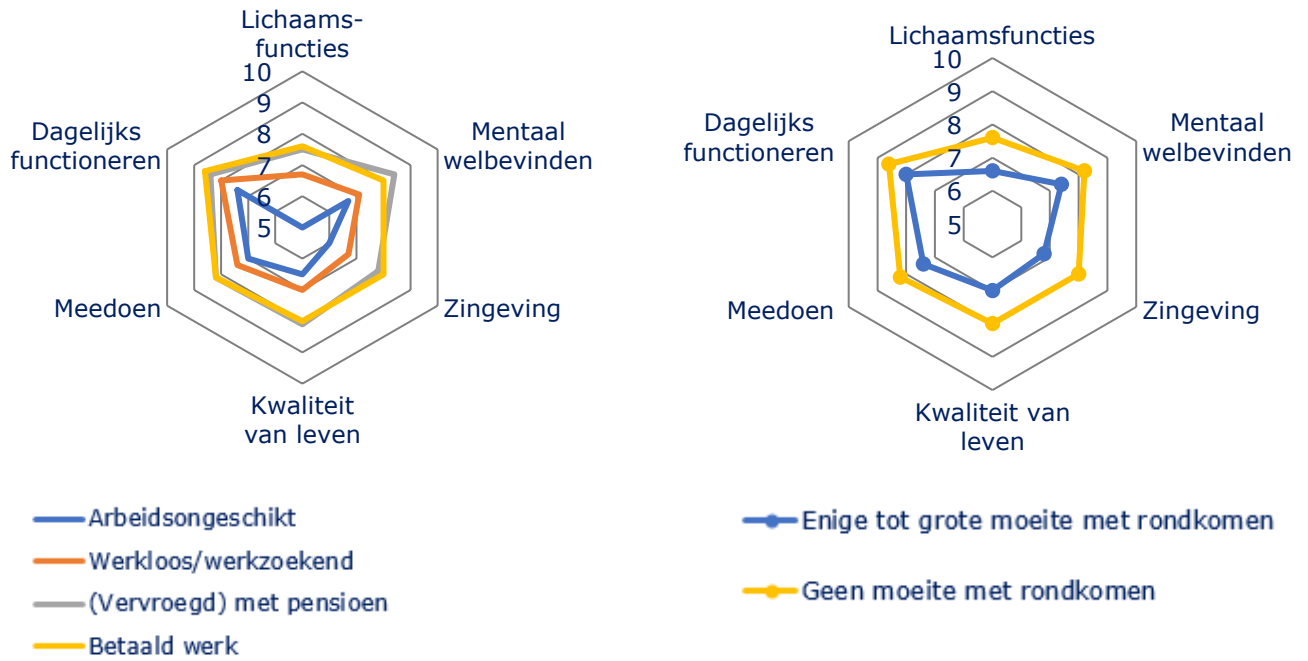 Lichaams-
functies
10
9
8
7
6
5
Mentaal
welbevinden
Zingeving
Kwaliteit
van leven
Meedoen
Dagelijks
functioneren
Arbeidsongeschikt
Werkloos/werkzoekend
(Vervroegd) met pensioen
Betaald werk
Lichaamsfuncties
10
9
8
7
6
5
Mentaal
welbevinden
Zingeving
Kwaliteit van
leven
Meedoen
Dagelijks
functioneren
Enige tot grote moeite met rondkomen
Geen moeite met rondkomen